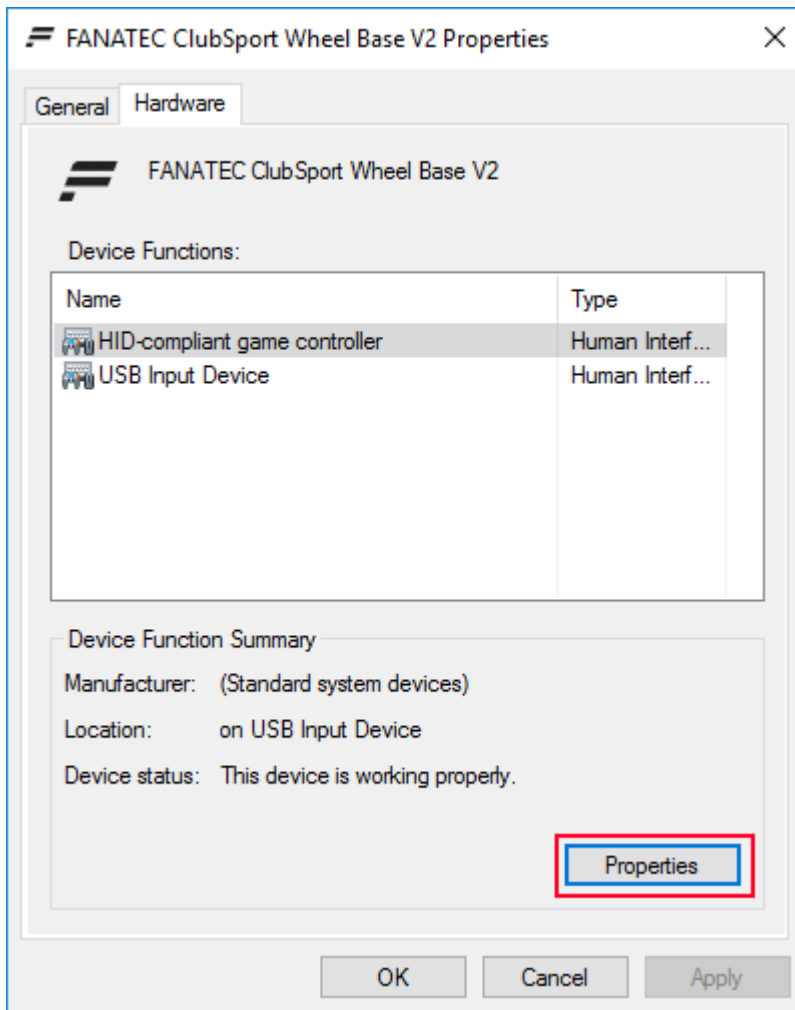 FANATEC ClubSport Wheel Base V2 Properties
General Hardware
FANATEC ClubSport Wheel Base V2
Device Functions:
Name Type
HID-compliant game controller Human Interf...
USB Input Device Human Interf...
Device Function Summary
Manufacturer: (Standard system devices)
Location: on USB Input Device
Device status: This device is working properly.
Properties
OK Cancel Apply